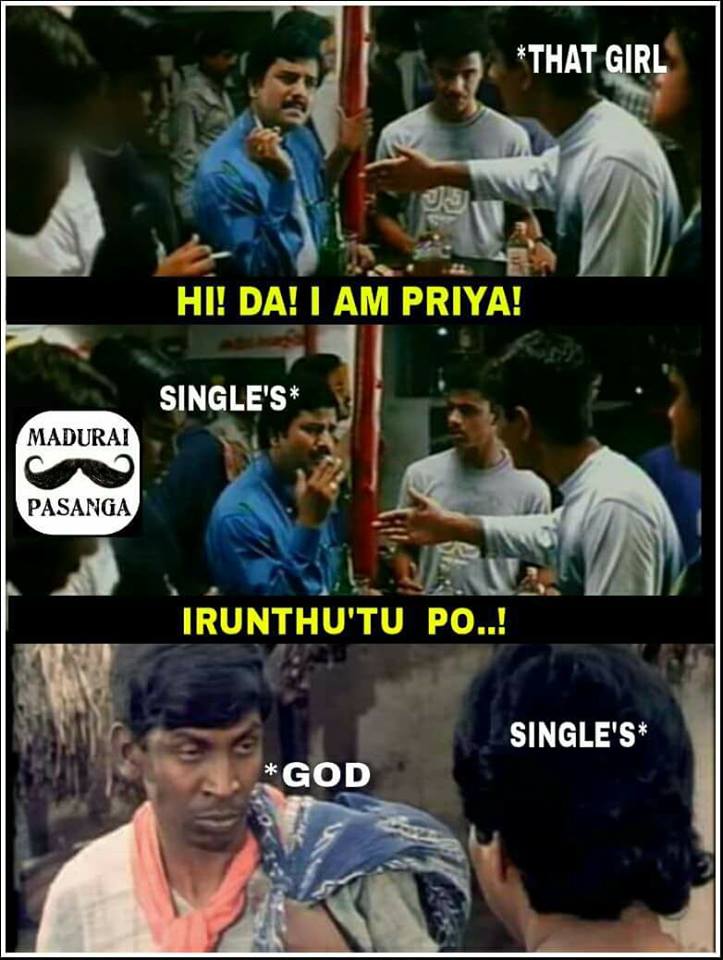 *THAT GIRL
HI! DA! I AM PRIYA!
SINGLE'S*
MADURAI
PASANGA
IRUNTHU'TU PO..!
SINGLE'S*
*GOD